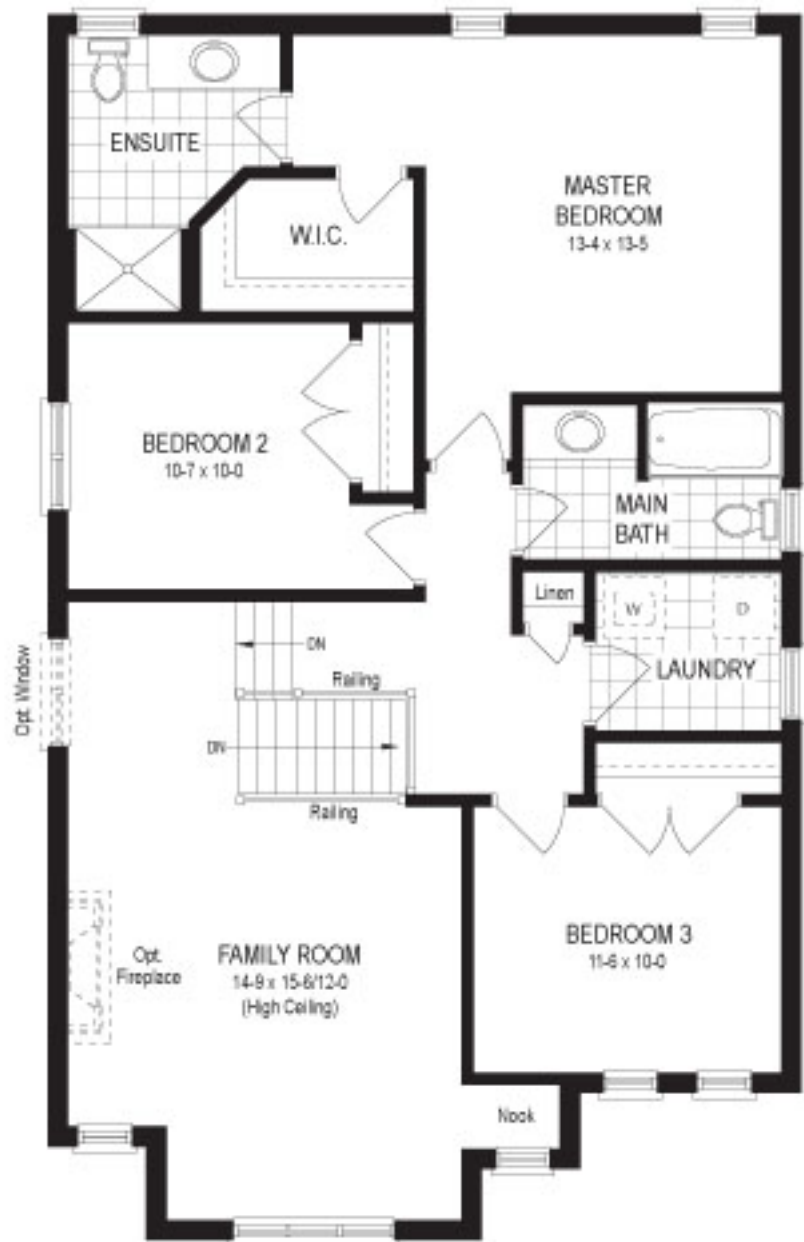 ENSUITE
W.I.C.
MASTER
BEDROOM
13-4 x 13-5
BEDROOM 2
10-7 x 10-0
MAIN
BATH
Linen
W
D
LAUNDRY
DN
Railing
Opt. Window
DN
Railing
Opt.
Fireplace
FAMILY ROOM
14-9 x 15-6/12-0
(High Ceiling)
BEDROOM 3
11-6 x 10-0
Nook